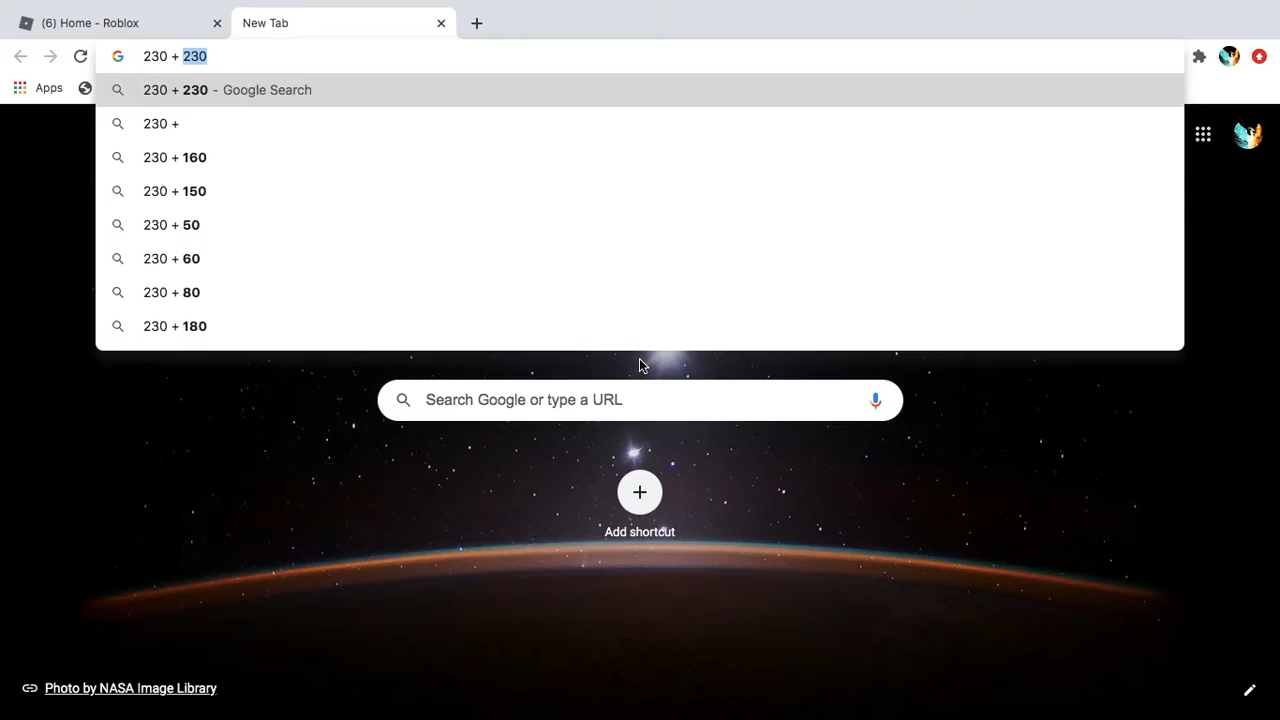 (6) Home - Roblox
New Tab
230 + 230
Apps
230 + 230 - Google Search
230 +
230 + 160
230 + 150
230 + 50
230 + 60
230 + 80
230 + 180
Search Google or type a URL
Add shortcut
Photo by NASA Image Library